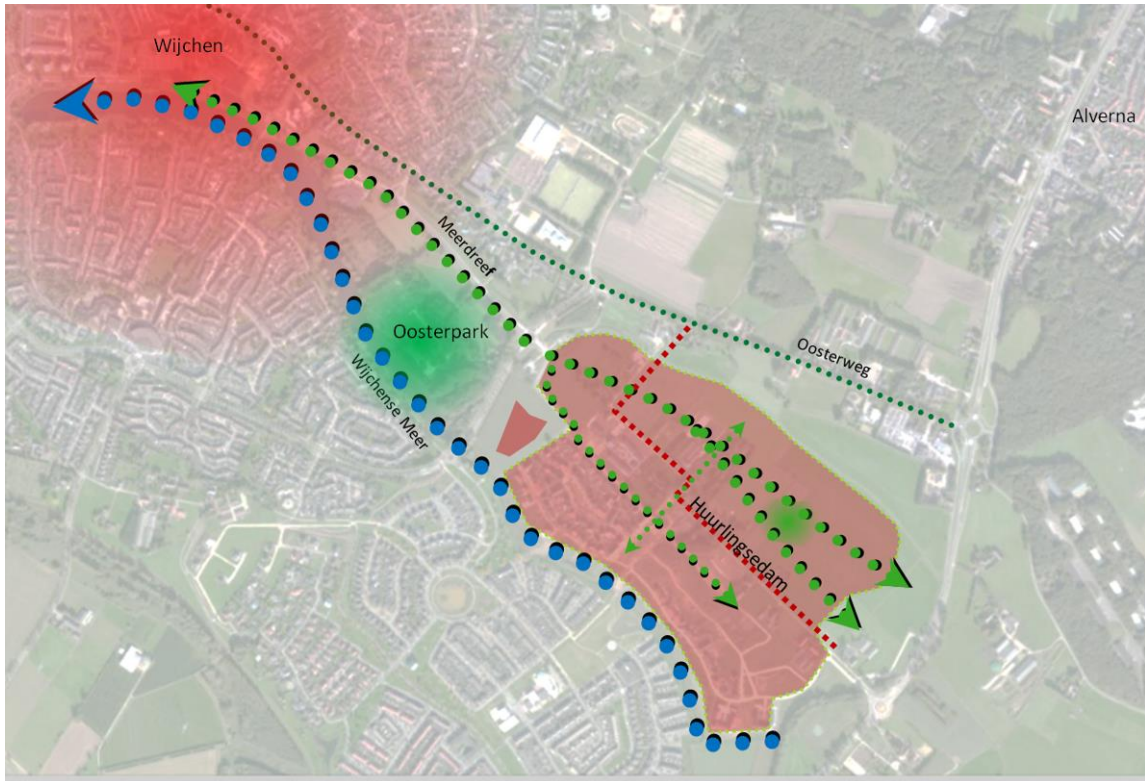 Wijchen
Alverna
Meerdreef
Oosterpark
Oosterweg
Wijchense Meer
Huurlingsedam